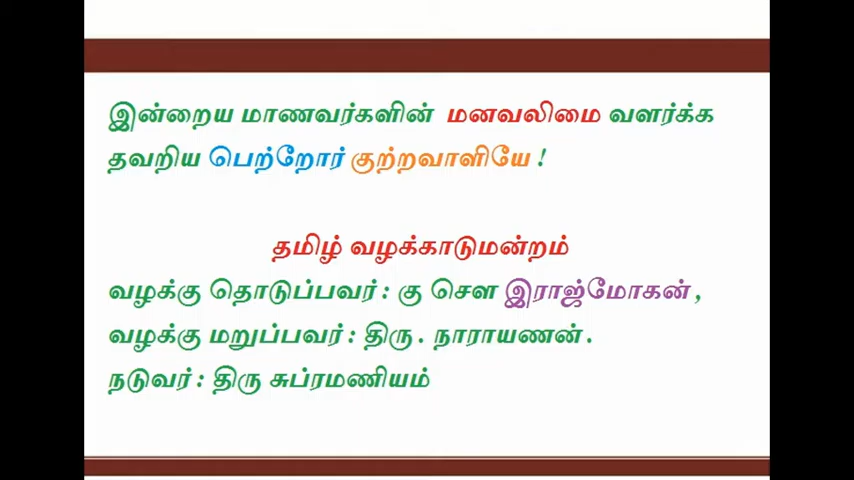 இன்றைய மாணவர்களின் மனவலிமை வளர்க்க
தவறிய பெற்றோர் குற்றவாளியே !
தமிழ் வழக்காடுமன்றம்
வழக்கு தொடுப்பவர் : கு சௌ இராஜ்மோகன் ,
வழக்கு மறுப்பவர் : திரு . நாராயணன் .
நடுவர் : திரு சுப்ரமணியம்